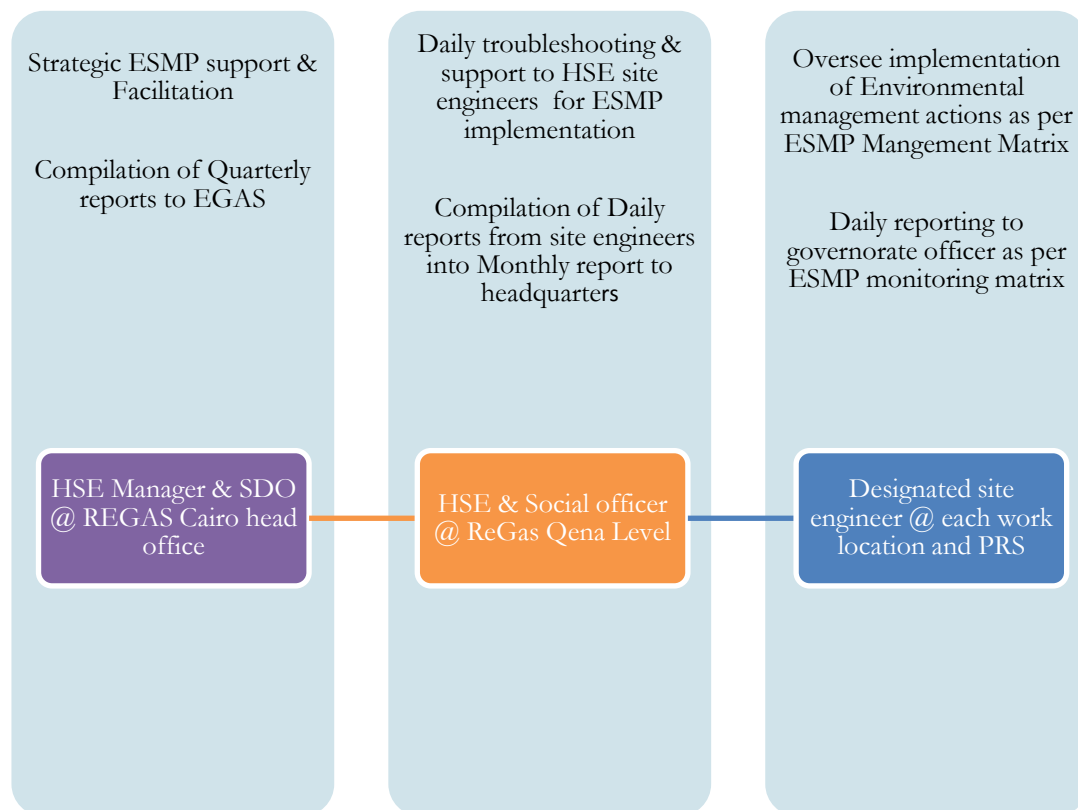 Strategic ESMP support &
Facilitation
Compilation of Quarterly
reports to EGAS
HSE Manager & SDO
@ REGAS Cairo head
office
Daily troubleshooting &
support to HSE site
engineers for ESMP
implementation
Compilation of Daily
reports from site engineers
into Monthly report to
headquarters
HSE & Social officer
@ ReGas Qena Level
Oversee implementation
of Environmental
management actions as per
ESMP Mangement Matrix
Daily reporting to
governorate officer as per
ESMP monitoring matrix
Designated site
engineer @ each work
location and PRS